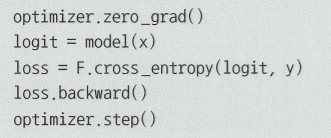 optimizer.zero_grad()
logit = model(x)
loss = F.cross_entropy(logit, y)
loss.backward()
optimizer.step()